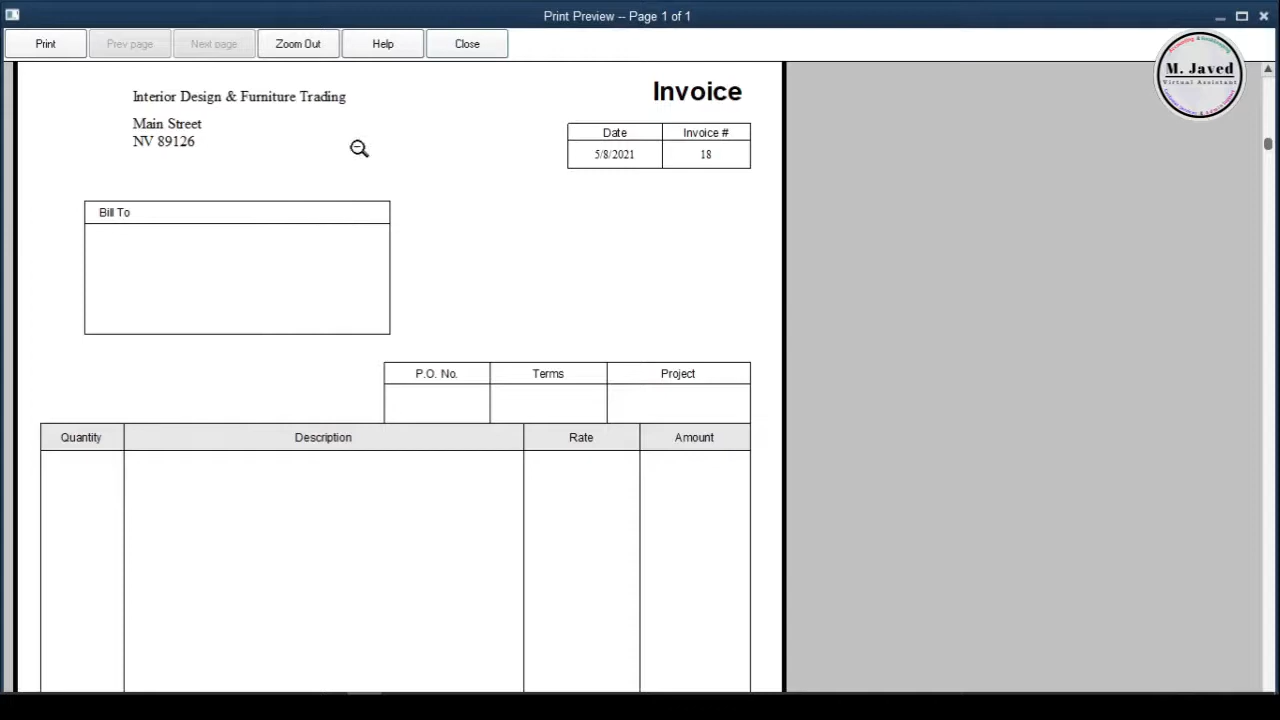 Print Preview -- Page 1 of 1
Print Prev page Next page Zoom Out Help Close
M. Javed
Virtual Assistant
Interior Design & Furniture Trading
Main Street
NV 89126
Invoice
Date Invoice #
5/8/2021 18
Bill To
P.O. No. Terms Project
Quantity Description Rate Amount